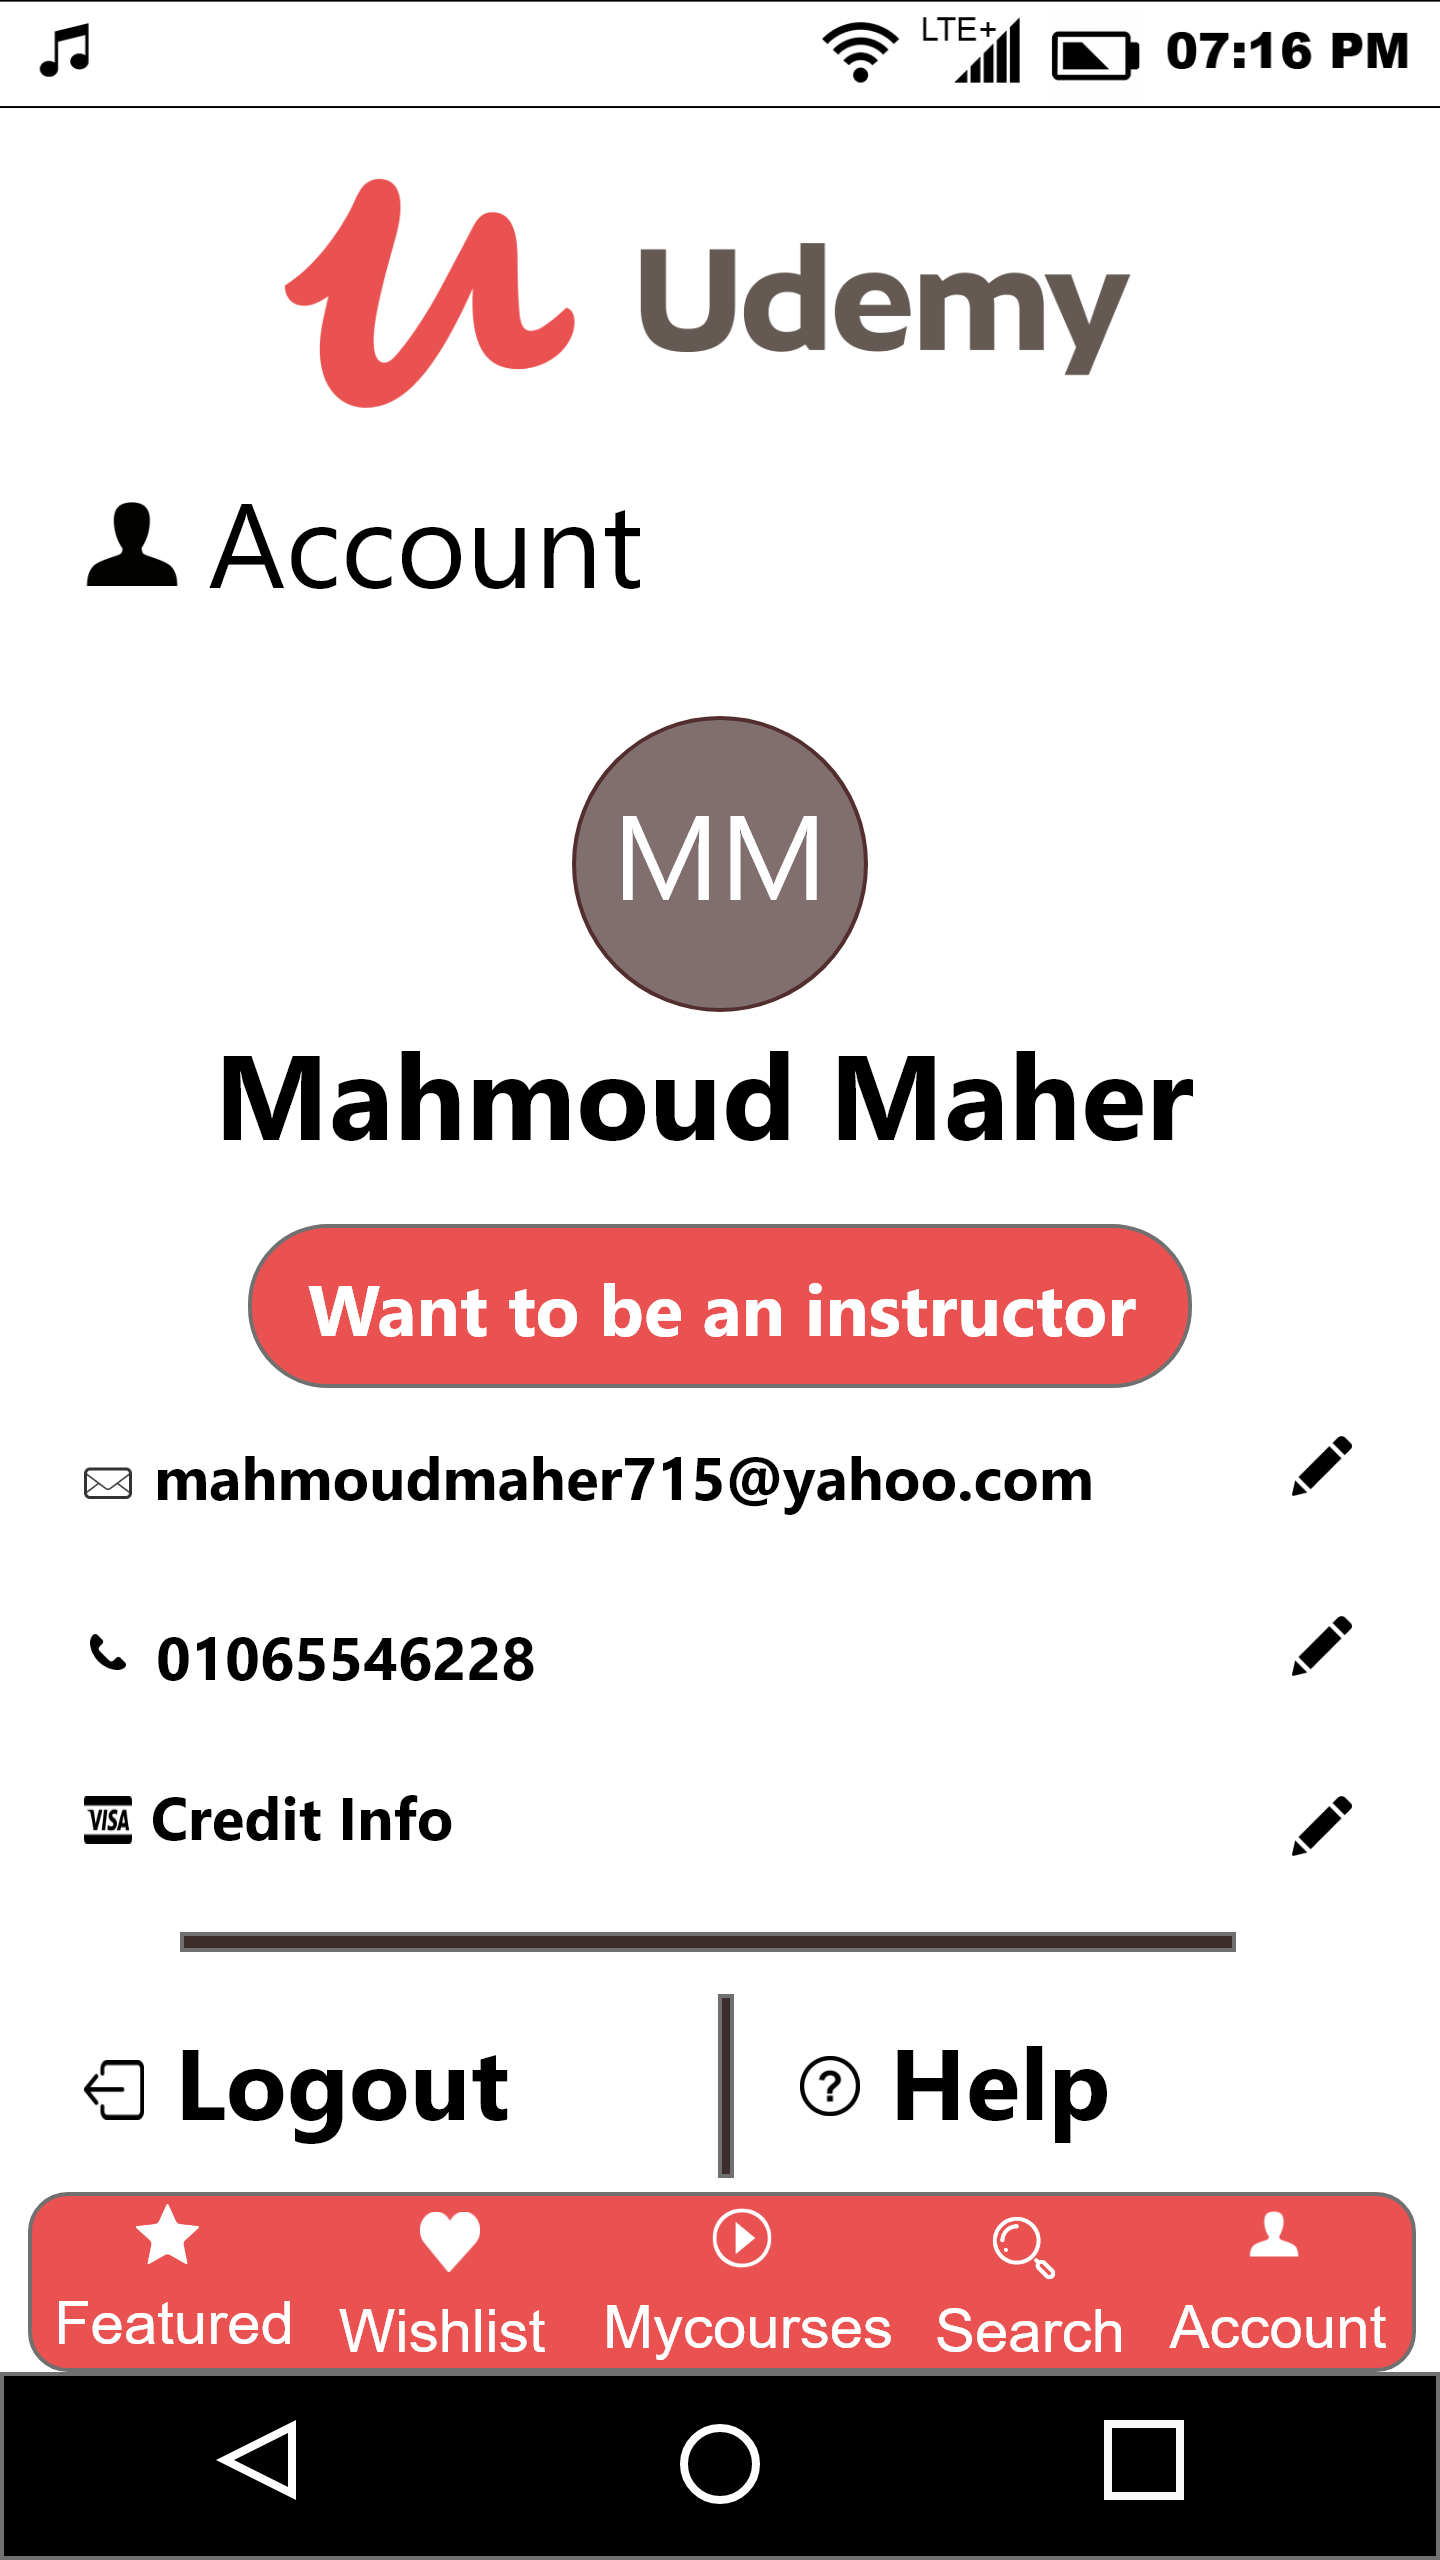 LTE+ 07:16 PM
Udemy
Account
MM
Mahmoud Maher
Want to be an instructor
mahmoudmaher715@yahoo.com
01065546228
VISA Credit Info
Logout
? Help
Featured Wishlist Mycourses Search Account